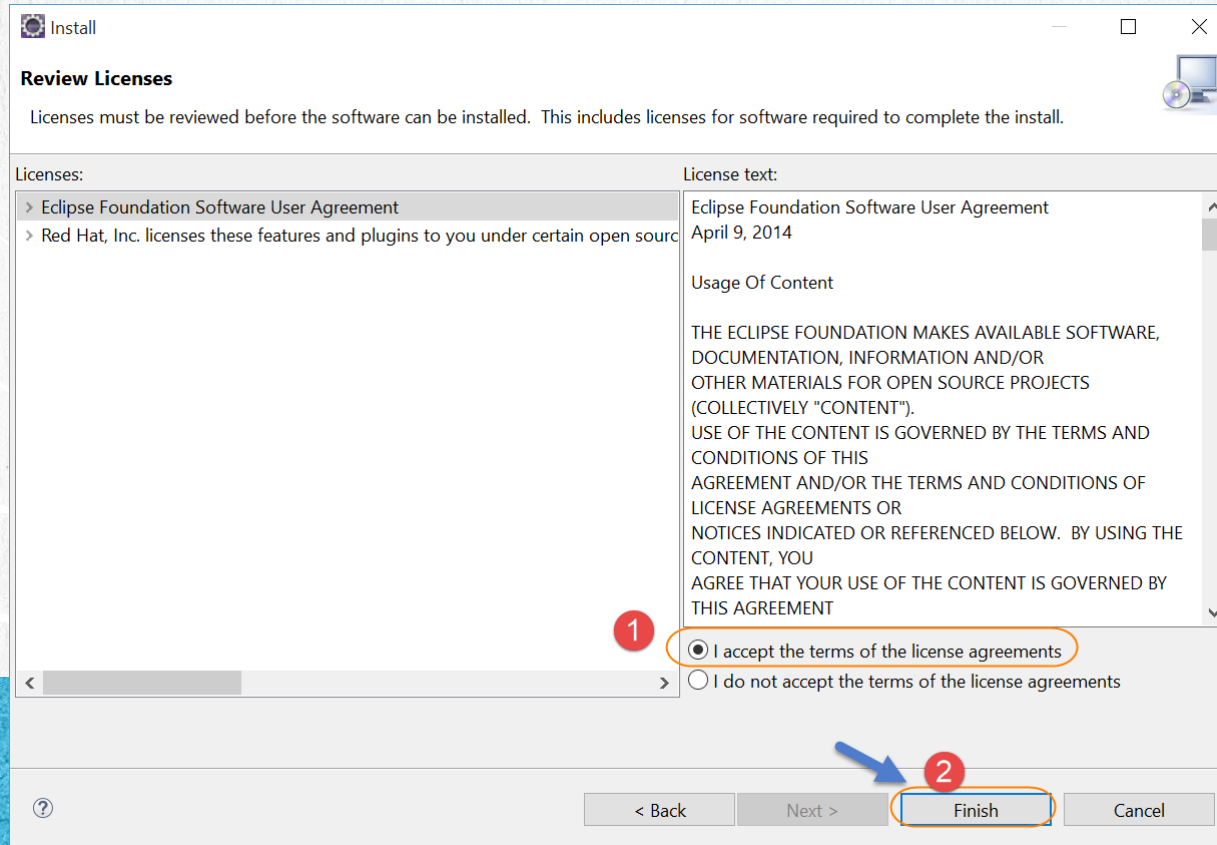 Install
Review Licenses
Licenses must be reviewed before the software can be installed.  This includes licenses for software required to complete the install.
Licenses:
Eclipse Foundation Software User Agreement
Red Hat, Inc. licenses these features and plugins to you under certain open sourc
License text:
Eclipse Foundation Software User Agreement
April 9, 2014
Usage Of Content
THE ECLIPSE FOUNDATION MAKES AVAILABLE SOFTWARE,
DOCUMENTATION, INFORMATION AND/OR
OTHER MATERIALS FOR OPEN SOURCE PROJECTS
(COLLECTIVELY "CONTENT").
USE OF THE CONTENT IS GOVERNED BY THE TERMS AND
CONDITIONS OF THIS
AGREEMENT AND/OR THE TERMS AND CONDITIONS OF
LICENSE AGREEMENTS OR
NOTICES INDICATED OR REFERENCED BELOW.  BY USING THE
CONTENT, YOU
AGREE THAT YOUR USE OF THE CONTENT IS GOVERNED BY
THIS AGREEMENT
1
I accept the terms of the license agreements
I do not accept the terms of the license agreements
2
?
< Back
Next >
Finish
Cancel